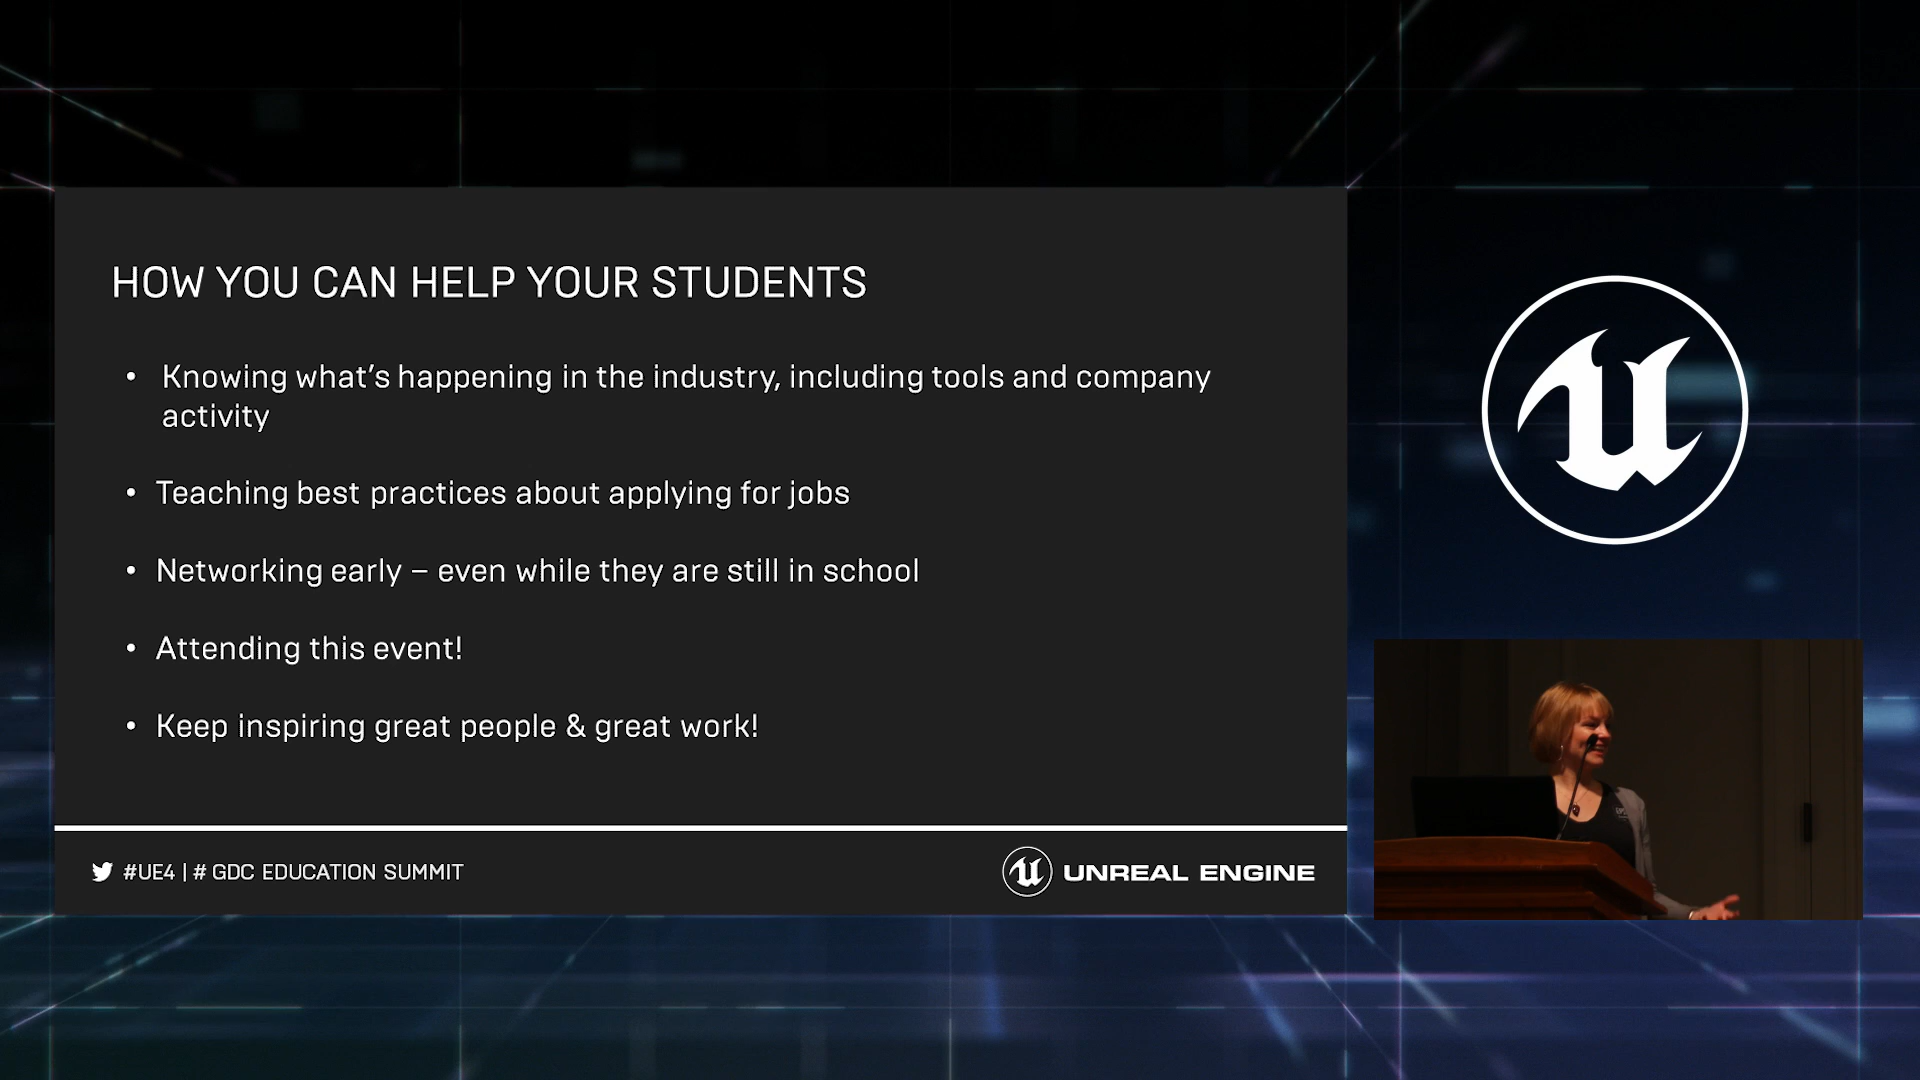 HOW YOU CAN HELP YOUR STUDENTS
• Knowing what's happening in the industry, including tools and company
activity
• Teaching best practices about applying for jobs
• Networking early – even while they are still in school
• Attending this event!
• Keep inspiring great people & great work!
#UE4 | # GDC EDUCATION SUMMIT
UNREAL ENGINE